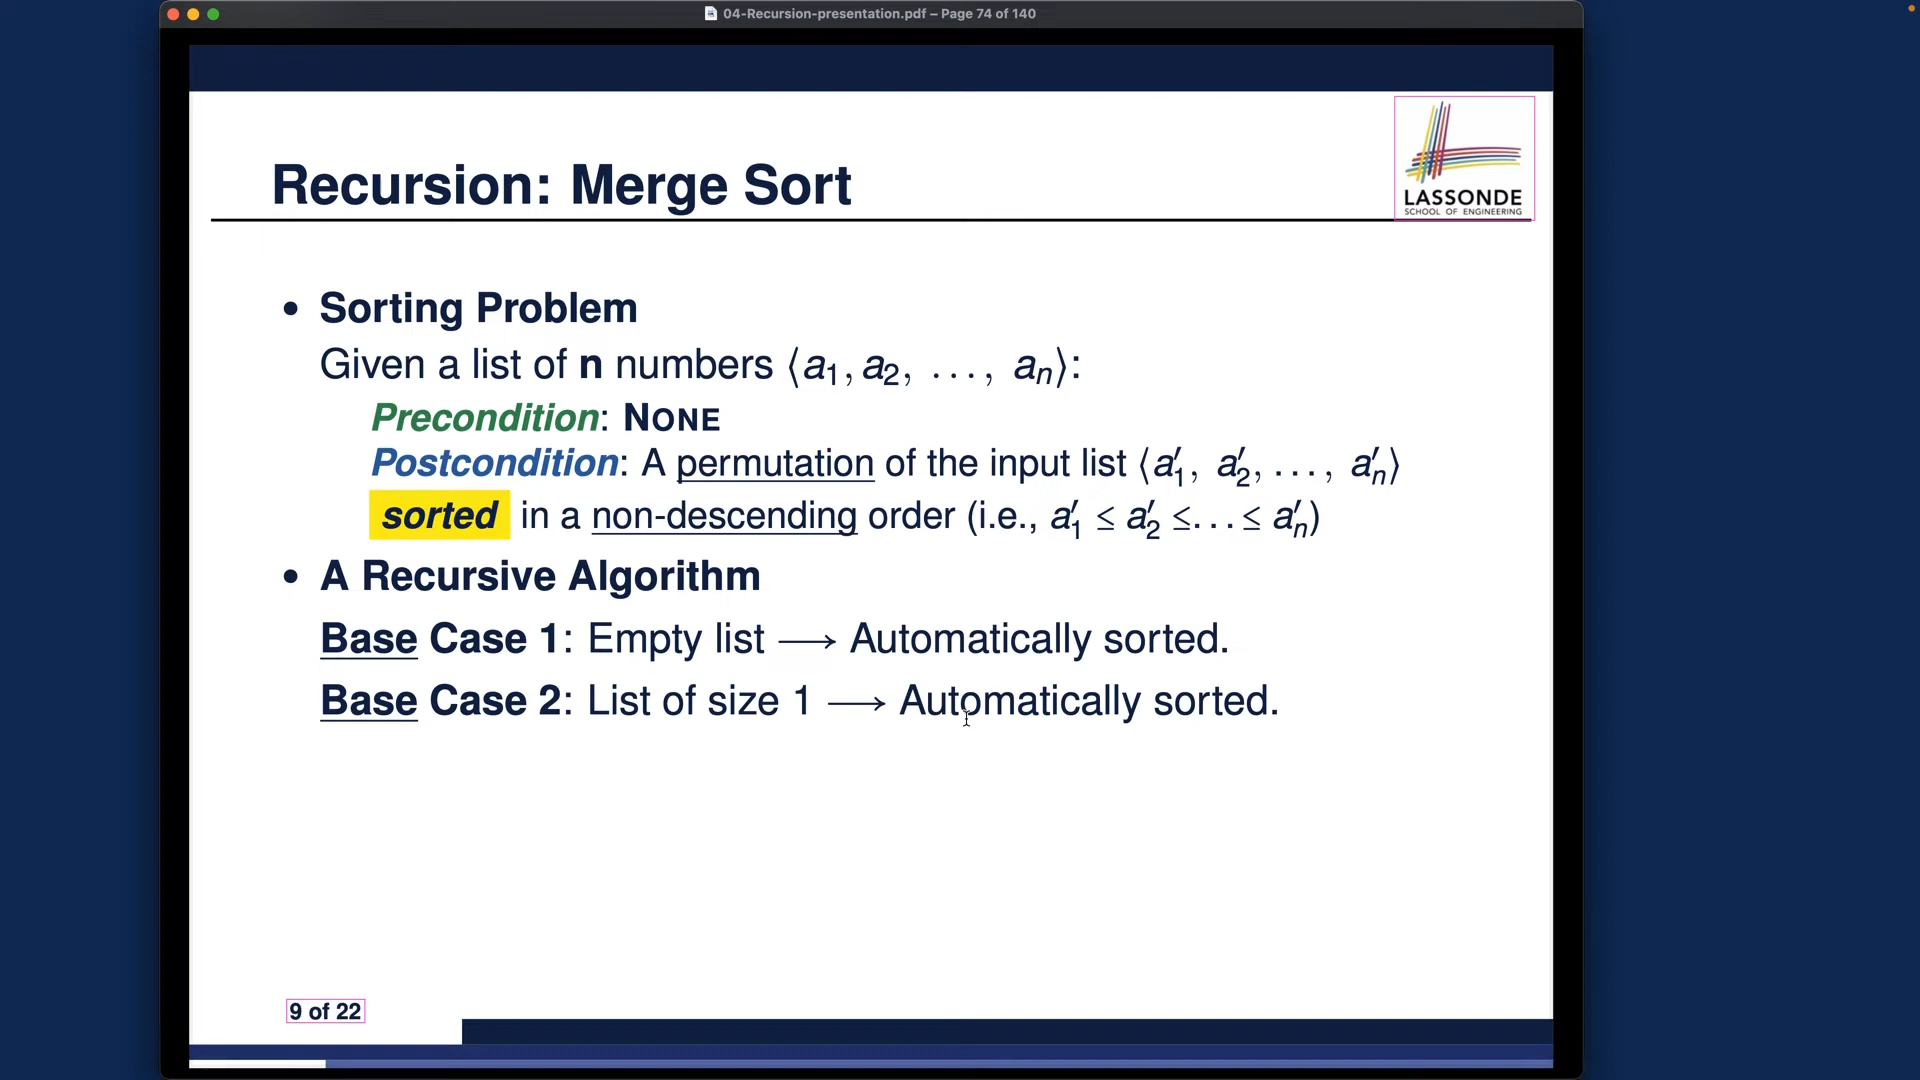 04-Recursion-presentation.pdf – Page 74 of 140
LASSONDE
SCHOOL OF ENGINEERING
Recursion: Merge Sort
• Sorting Problem
Given a list of n numbers ⟨a₁, a₂, …, aₙ⟩:
Precondition: NONE
Postcondition: A permutation of the input list ⟨a′₁, a′₂, …, a′ₙ⟩
sorted in a non-descending order (i.e., a′₁ ≤ a′₂ ≤…≤ a′ₙ)
• A Recursive Algorithm
Base Case 1: Empty list ⟶ Automatically sorted.
Base Case 2: List of size 1 ⟶ Automatically sorted.
9 of 22